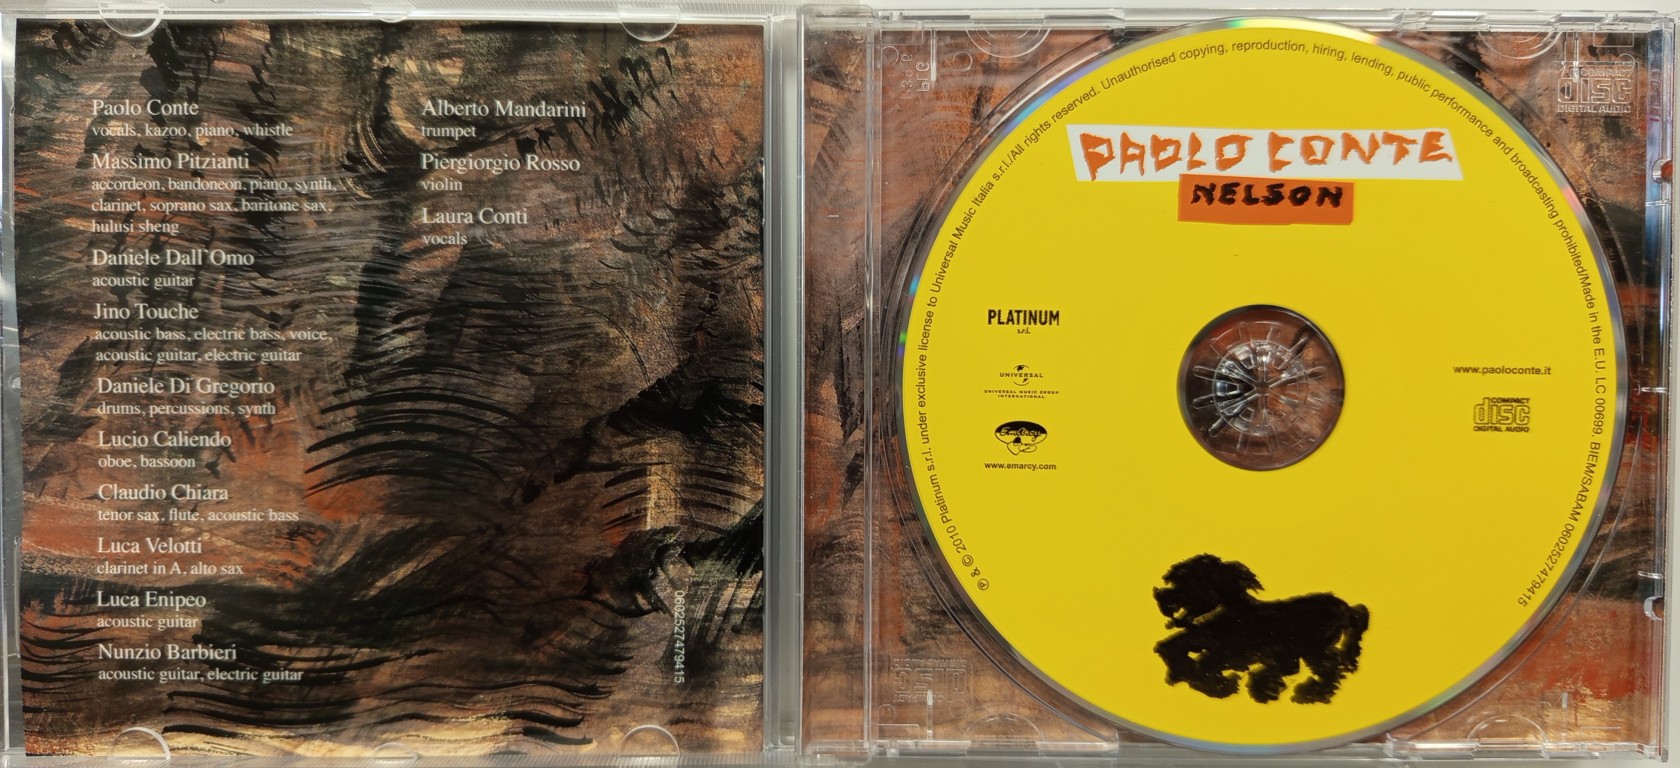 Paolo Conte
vocals, kazoo, piano, whistle
Massimo Pitzianti
accordeon, bandoneon, piano, synth,
clarinet, soprano sax, baritone sax,
hulusi sheng
Daniele Dall'Omo
acoustic guitar
Jino Touche
acoustic bass, electric bass, voice,
acoustic guitar, electric guitar
Daniele Di Gregorio
drums, percussions, synth
Lucio Caliendo
oboe, bassoon
Claudio Chiara
tenor sax, flute, acoustic bass
Luca Velotti
clarinet in A, alto sax
Luca Enipeo
acoustic guitar
Nunzio Barbieri
acoustic guitar, electric guitar
Alberto Mandarini
trumpet
Piergiorgio Rosso
violin
Laura Conti
vocals
0602527479415
PAOLO CONTE
NELSON
PLATINUM
s.r.l.
UNIVERSAL
UNIVERSAL MUSIC GROUP
INTERNATIONAL
EmArcy
www.emarcy.com
www.paoloconte.it
COMPACT
disc
DIGITAL AUDIO
℗ & © 2010 Platinum s.r.l. under exclusive license to Universal Music Italia s.r.l./All rights reserved. Unauthorised copying, reproduction, hiring, lending, public performance and broadcasting prohibited/Made in the E.U. LC 00699. BIEM/SABAM 0602527479415
COMPACT
disc
DIGITAL AUDIO